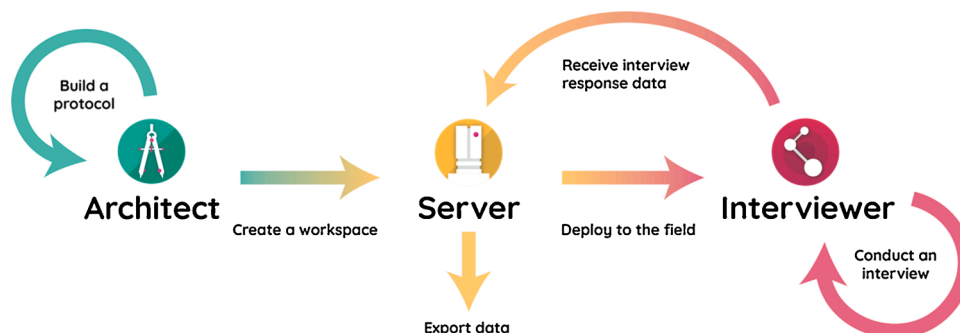 Build a
protocol
Receive interview
response data
Architect
Server
Interviewer
Create a workspace
Deploy to the field
Conduct an
interview
Export data